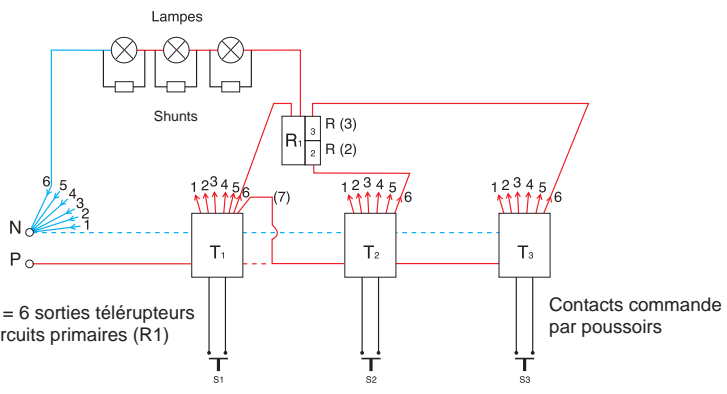 Lampes
Shunts
R1
3
2
R (3)
R (2)
6
5
4
3
2
1
1 2 3 4 5 6
(7)
1 2 3 4 5 6
1 2 3 4 5 6
N
P
T1
T2
T3
= 6 sorties télérupteurs
rcuits primaires (R1)
Contacts commande
par poussoirs
S1
S2
S3